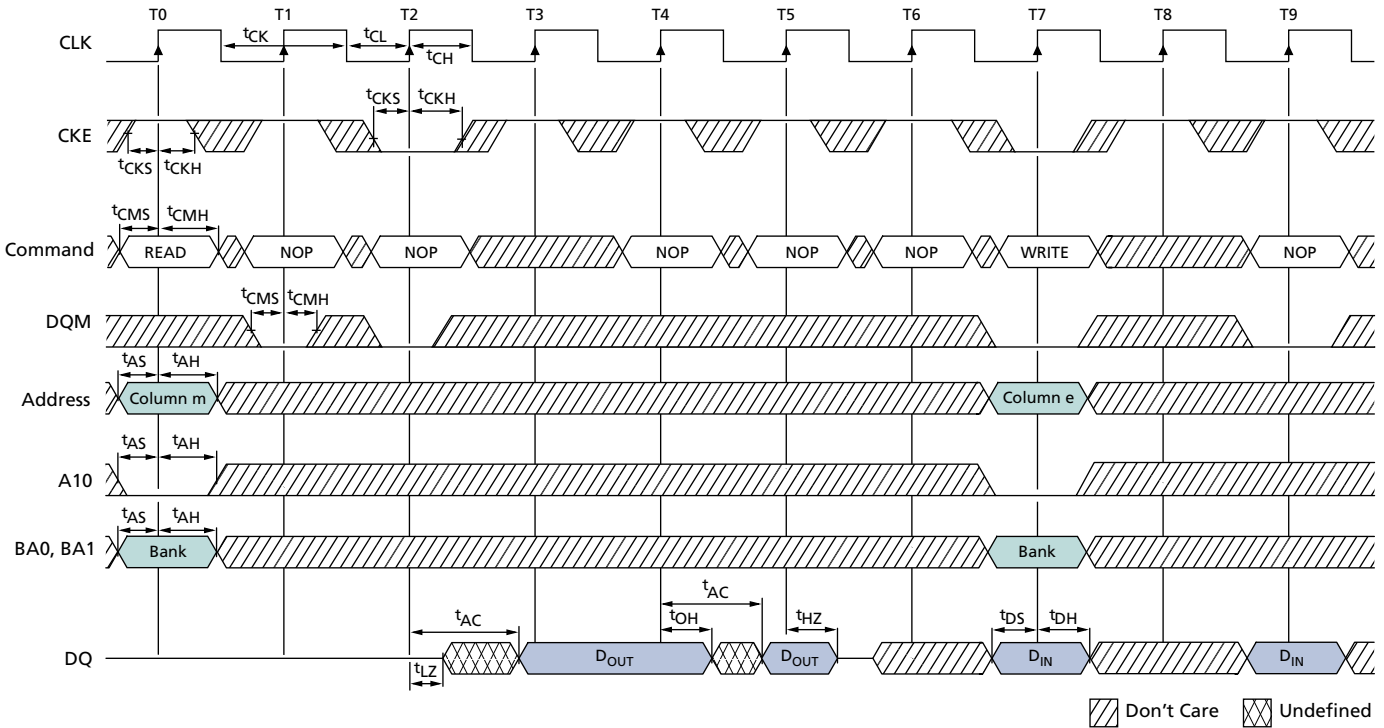 T0 T1 T2 T3 T4 T5 T6 T7 T8 T9
CLK
tCK tCL
tCH
tCKS tCKH
CKE
tCKS tCKH
tCMS tCMH
Command READ NOP NOP NOP NOP NOP WRITE NOP
tCMS tCMH
DQM
tAS tAH
Address Column m Column e
tAS tAH
A10
tAS tAH
BA0, BA1 Bank Bank
tAC
tAC tOH tHZ tDS tDH
DQ DOUT DOUT DIN DIN
tLZ
Don't Care Undefined